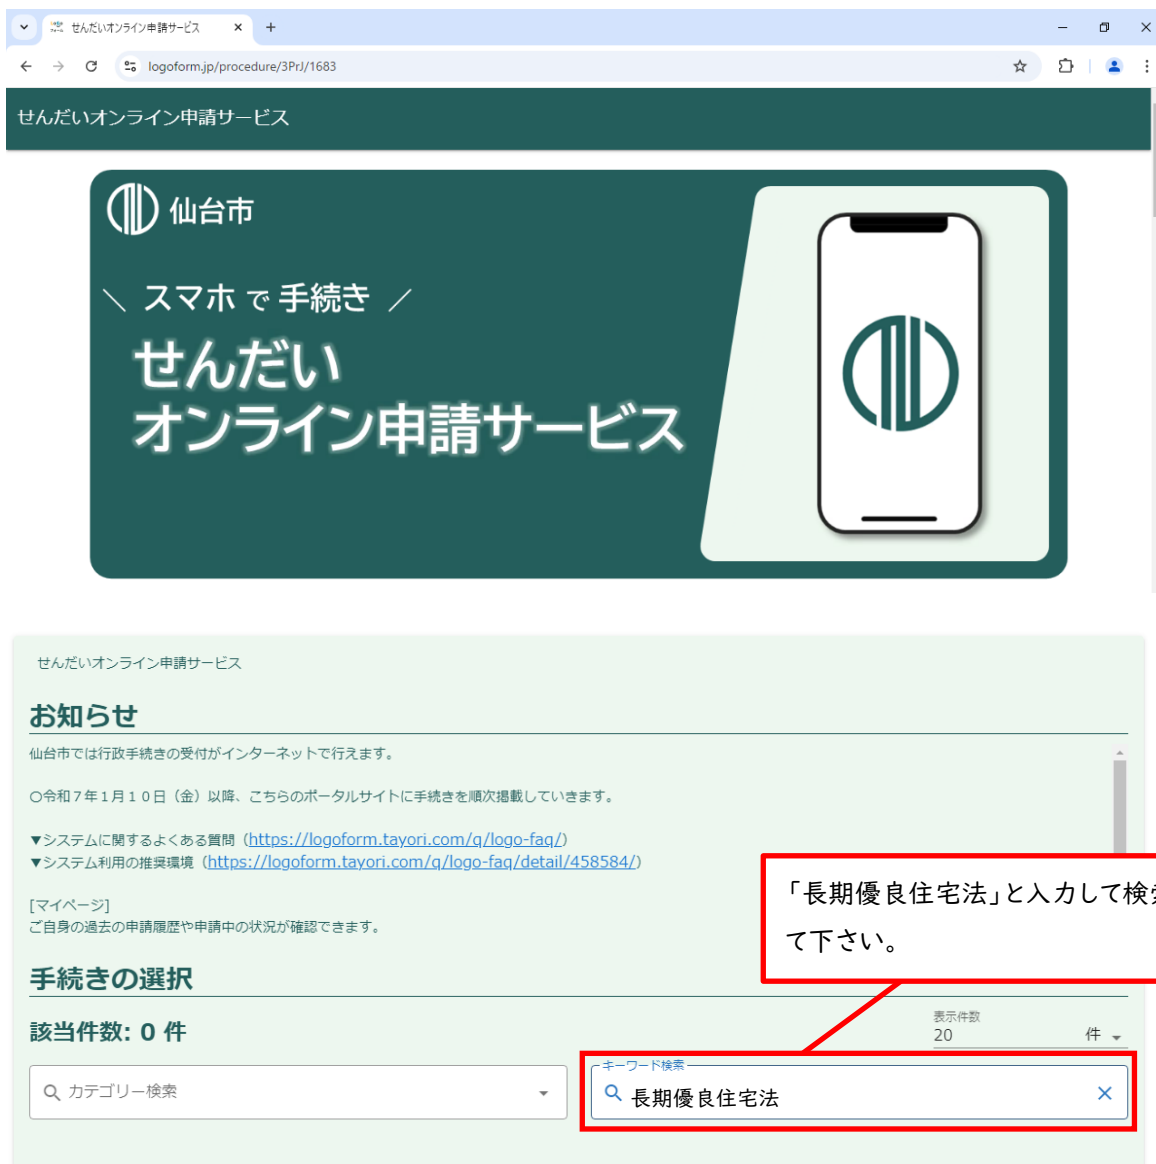 せんだいオンライン申請サービス
logoform.jp/procedure/3PrJ/1683
せんだいオンライン申請サービス
仙台市
＼ スマホ で 手続き ／
せんだい
オンライン申請サービス
せんだいオンライン申請サービス
お知らせ
仙台市では行政手続きの受付がインターネットで行えます。
○令和７年１月１０日（金）以降、こちらのポータルサイトに手続きを順次掲載していきます。
▼システムに関するよくある質問（https://logoform.tayori.com/q/logo-faq/）
▼システム利用の推奨環境（https://logoform.tayori.com/q/logo-faq/detail/458584/）
[マイページ]
ご自身の過去の申請履歴や申請中の状況が確認できます。
「長期優良住宅法」と入力して検索
て下さい。
手続きの選択
該当件数: 0 件
表示件数
20 件
カテゴリー検索
キーワード検索
長期優良住宅法